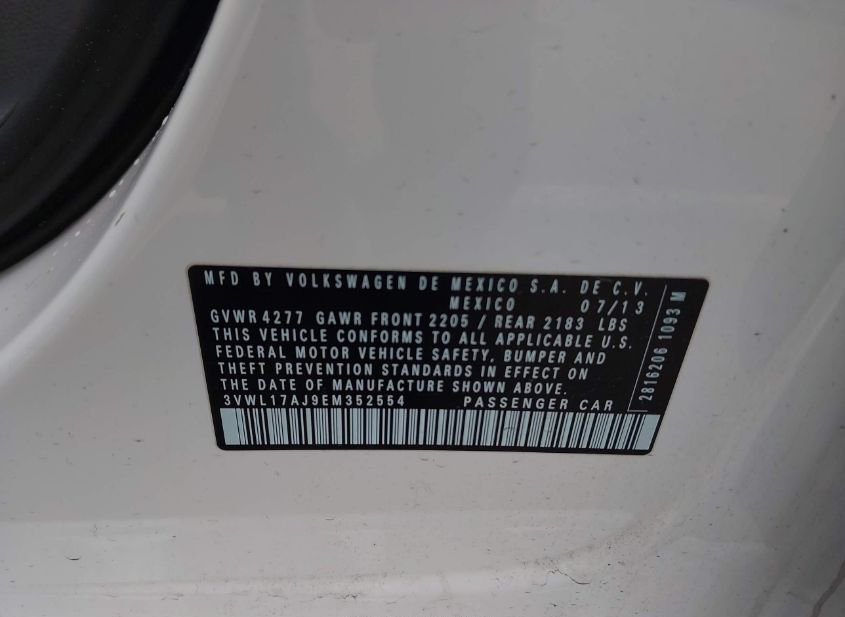 MFD BY VOLKSWAGEN DE MEXICO S.A. DE C.V.
MEXICO 07/13
GVWR 4277 GAWR FRONT 2205 / REAR 2183 LBS
THIS VEHICLE CONFORMS TO ALL APPLICABLE U.S.
FEDERAL MOTOR VEHICLE SAFETY, BUMPER AND
THEFT PREVENTION STANDARDS IN EFFECT ON
THE DATE OF MANUFACTURE SHOWN ABOVE.
3VWL17AJ9EM352554 PASSENGER CAR
2816206 1093 M